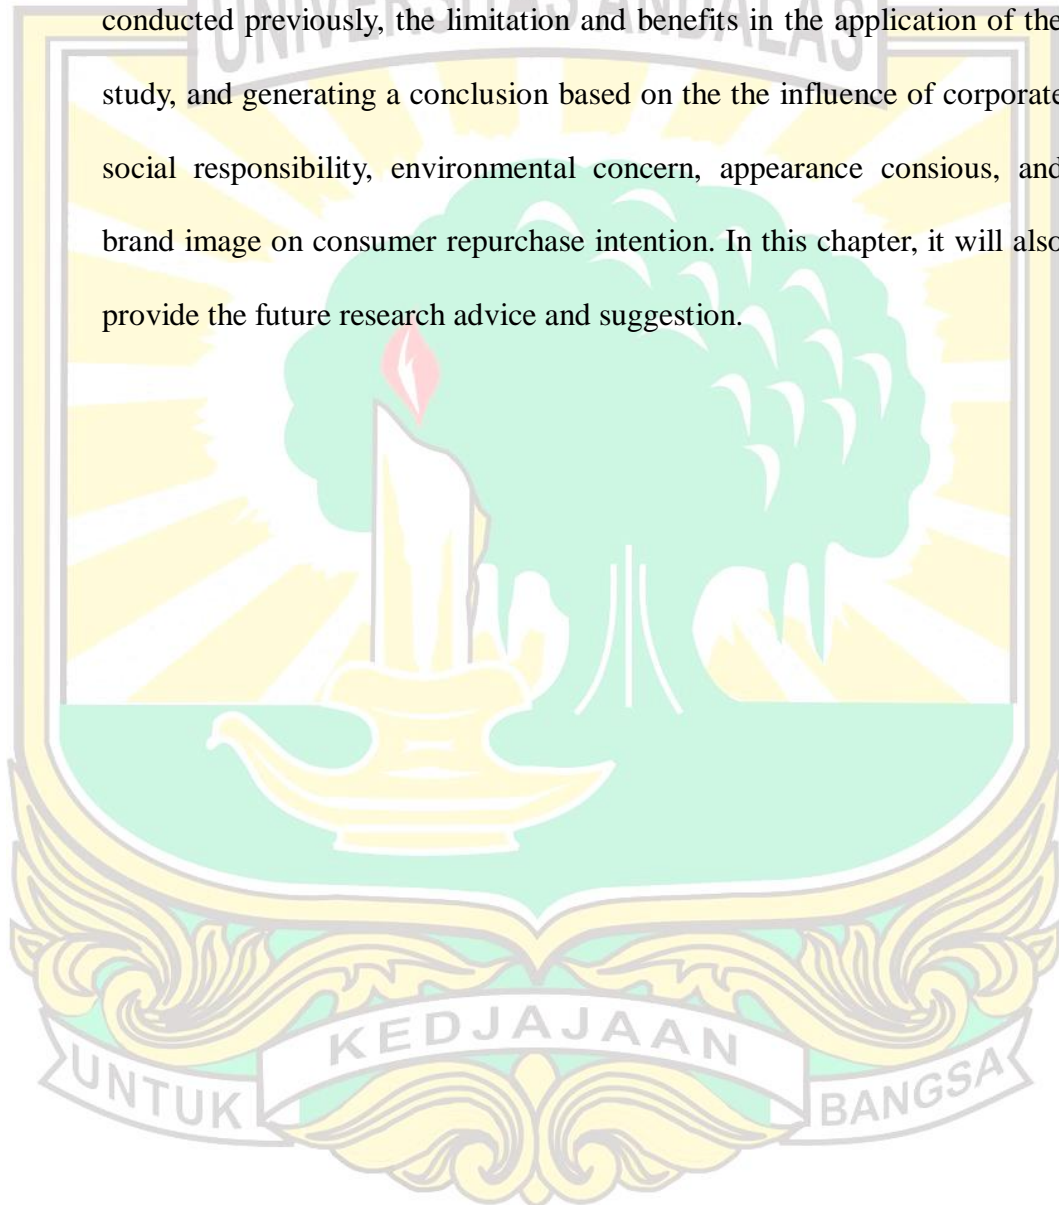 UNIVERSITAS ANDALAS
conducted previously, the limitation and benefits in the application of the
study, and generating a conclusion based on the the influence of corporate
social responsibility, environmental concern, appearance consious, and
brand image on consumer repurchase intention. In this chapter, it will also
provide the future research advice and suggestion.
UNTUK KEDJAJAAN BANGSA